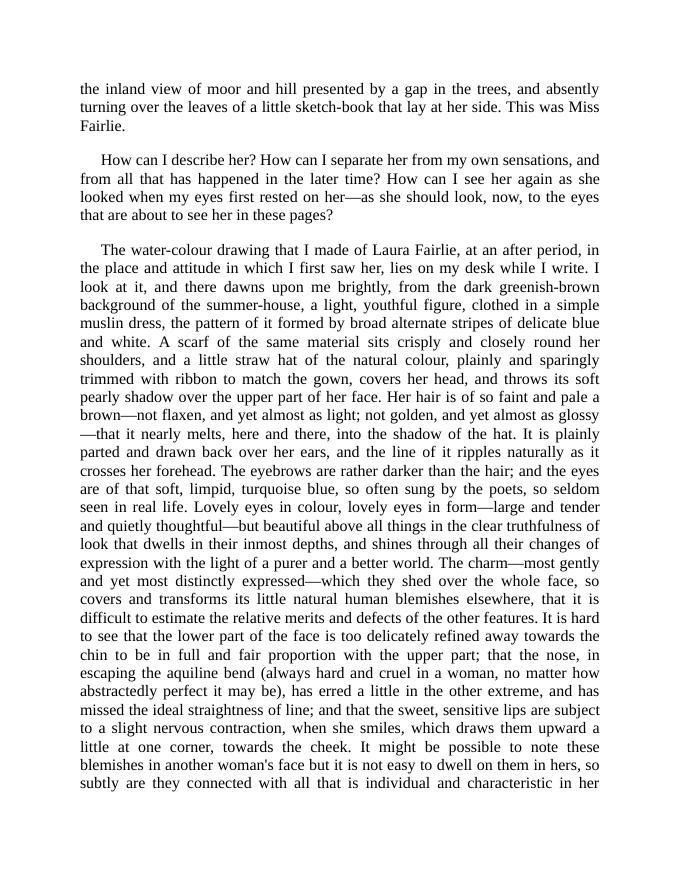 the inland view of moor and hill presented by a gap in the trees, and absently
turning over the leaves of a little sketch-book that lay at her side. This was Miss
Fairlie.
How can I describe her? How can I separate her from my own sensations, and
from all that has happened in the later time? How can I see her again as she
looked when my eyes first rested on her—as she should look, now, to the eyes
that are about to see her in these pages?
The water-colour drawing that I made of Laura Fairlie, at an after period, in
the place and attitude in which I first saw her, lies on my desk while I write. I
look at it, and there dawns upon me brightly, from the dark greenish-brown
background of the summer-house, a light, youthful figure, clothed in a simple
muslin dress, the pattern of it formed by broad alternate stripes of delicate blue
and white. A scarf of the same material sits crisply and closely round her
shoulders, and a little straw hat of the natural colour, plainly and sparingly
trimmed with ribbon to match the gown, covers her head, and throws its soft
pearly shadow over the upper part of her face. Her hair is of so faint and pale a
brown—not flaxen, and yet almost as light; not golden, and yet almost as glossy
—that it nearly melts, here and there, into the shadow of the hat. It is plainly
parted and drawn back over her ears, and the line of it ripples naturally as it
crosses her forehead. The eyebrows are rather darker than the hair; and the eyes
are of that soft, limpid, turquoise blue, so often sung by the poets, so seldom
seen in real life. Lovely eyes in colour, lovely eyes in form—large and tender
and quietly thoughtful—but beautiful above all things in the clear truthfulness of
look that dwells in their inmost depths, and shines through all their changes of
expression with the light of a purer and a better world. The charm—most gently
and yet most distinctly expressed—which they shed over the whole face, so
covers and transforms its little natural human blemishes elsewhere, that it is
difficult to estimate the relative merits and defects of the other features. It is hard
to see that the lower part of the face is too delicately refined away towards the
chin to be in full and fair proportion with the upper part; that the nose, in
escaping the aquiline bend (always hard and cruel in a woman, no matter how
abstractedly perfect it may be), has erred a little in the other extreme, and has
missed the ideal straightness of line; and that the sweet, sensitive lips are subject
to a slight nervous contraction, when she smiles, which draws them upward a
little at one corner, towards the cheek. It might be possible to note these
blemishes in another woman's face but it is not easy to dwell on them in hers, so
subtly are they connected with all that is individual and characteristic in her